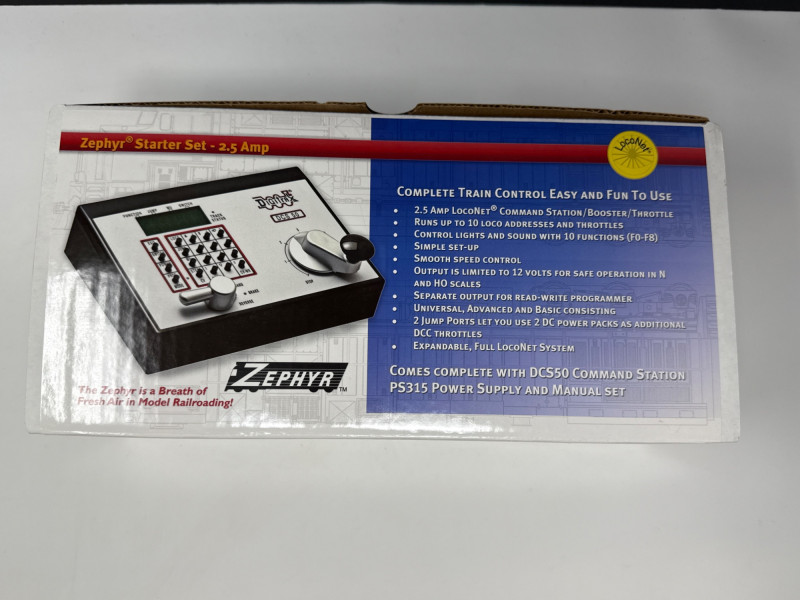 Zephyr® Starter Set - 2.5 Amp
LocoNet®
Digitrax
DCS 50
STOP
COMPLETE TRAIN CONTROL EASY AND FUN TO USE
• 2.5 AMP LOCONET® COMMAND STATION/BOOSTER/THROTTLE
• RUNS UP TO 10 LOCO ADDRESSES AND THROTTLES
• CONTROL LIGHTS AND SOUND WITH 10 FUNCTIONS (F0-F8)
• SIMPLE SET-UP
• SMOOTH SPEED CONTROL
• OUTPUT IS LIMITED TO 12 VOLTS FOR SAFE OPERATION IN N
AND HO SCALES
• SEPARATE OUTPUT FOR READ-WRITE PROGRAMMER
• UNIVERSAL, ADVANCED AND BASIC CONSISTING
• 2 JUMP PORTS LET YOU USE 2 DC POWER PACKS AS ADDITIONAL
DCC THROTTLES
• EXPANDABLE, FULL LOCONET SYSTEM
COMES COMPLETE WITH DCS50 COMMAND STATION
PS315 POWER SUPPLY AND MANUAL SET
ZEPHYR™
The Zephyr is a Breath of
Fresh Air in Model Railroading!